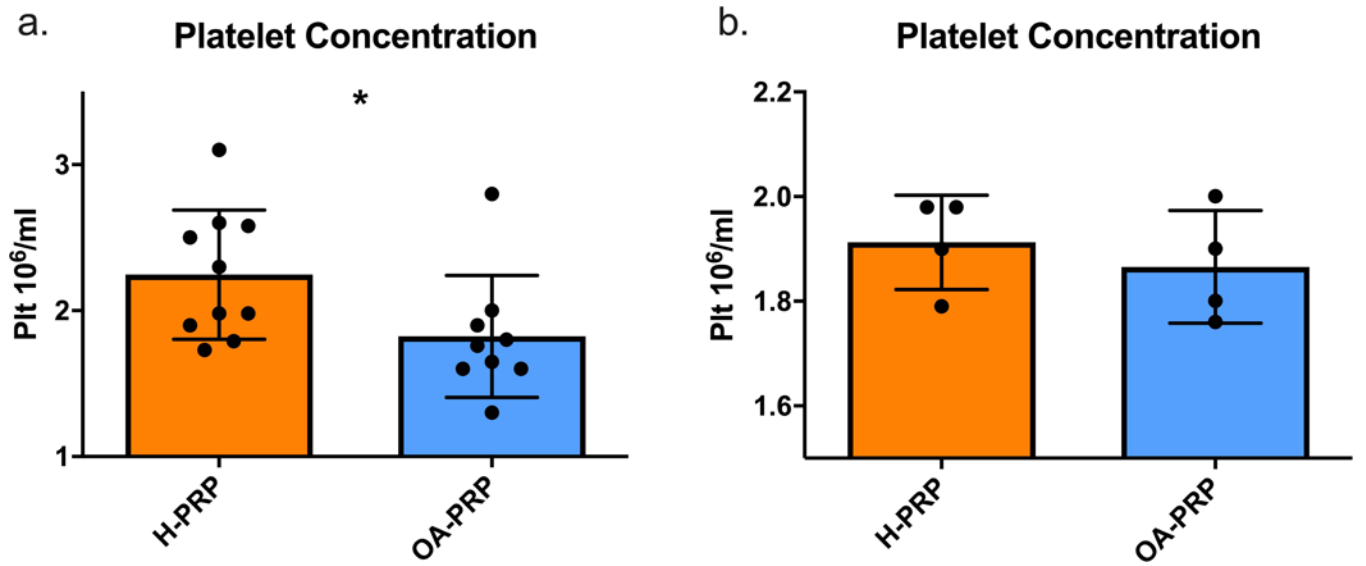 a.
Platelet Concentration
*
Plt 10⁶/ml
3
2
1
H-PRP
OA-PRP
b.
Platelet Concentration
Plt 10⁶/ml
2.2
2.0
1.8
1.6
H-PRP
OA-PRP